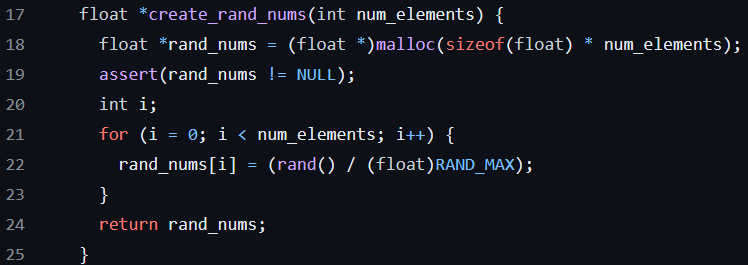 17 float *create_rand_nums(int num_elements) {
18 float *rand_nums = (float *)malloc(sizeof(float) * num_elements);
19 assert(rand_nums != NULL);
20 int i;
21 for (i = 0; i < num_elements; i++) {
22 rand_nums[i] = (rand() / (float)RAND_MAX);
23 }
24 return rand_nums;
25 }